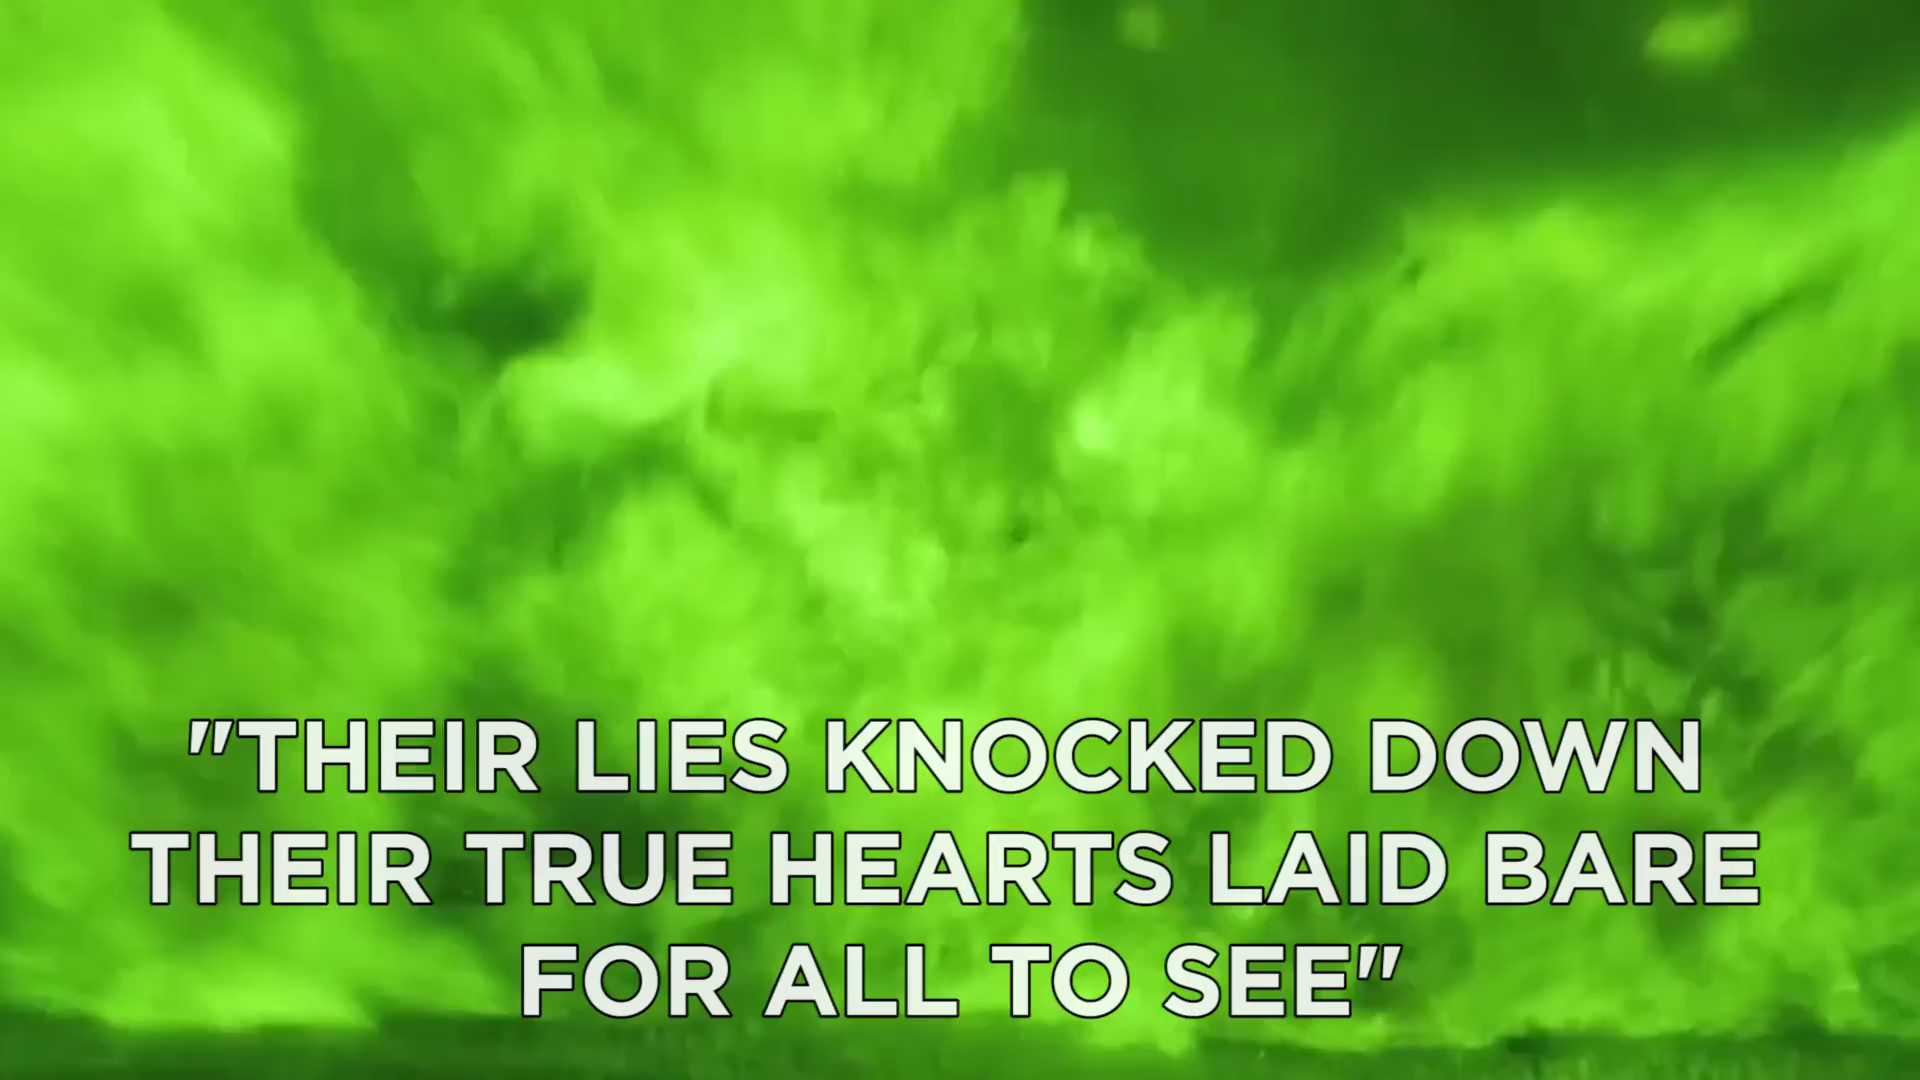 "THEIR LIES KNOCKED DOWN
THEIR TRUE HEARTS LAID BARE
FOR ALL TO SEE"